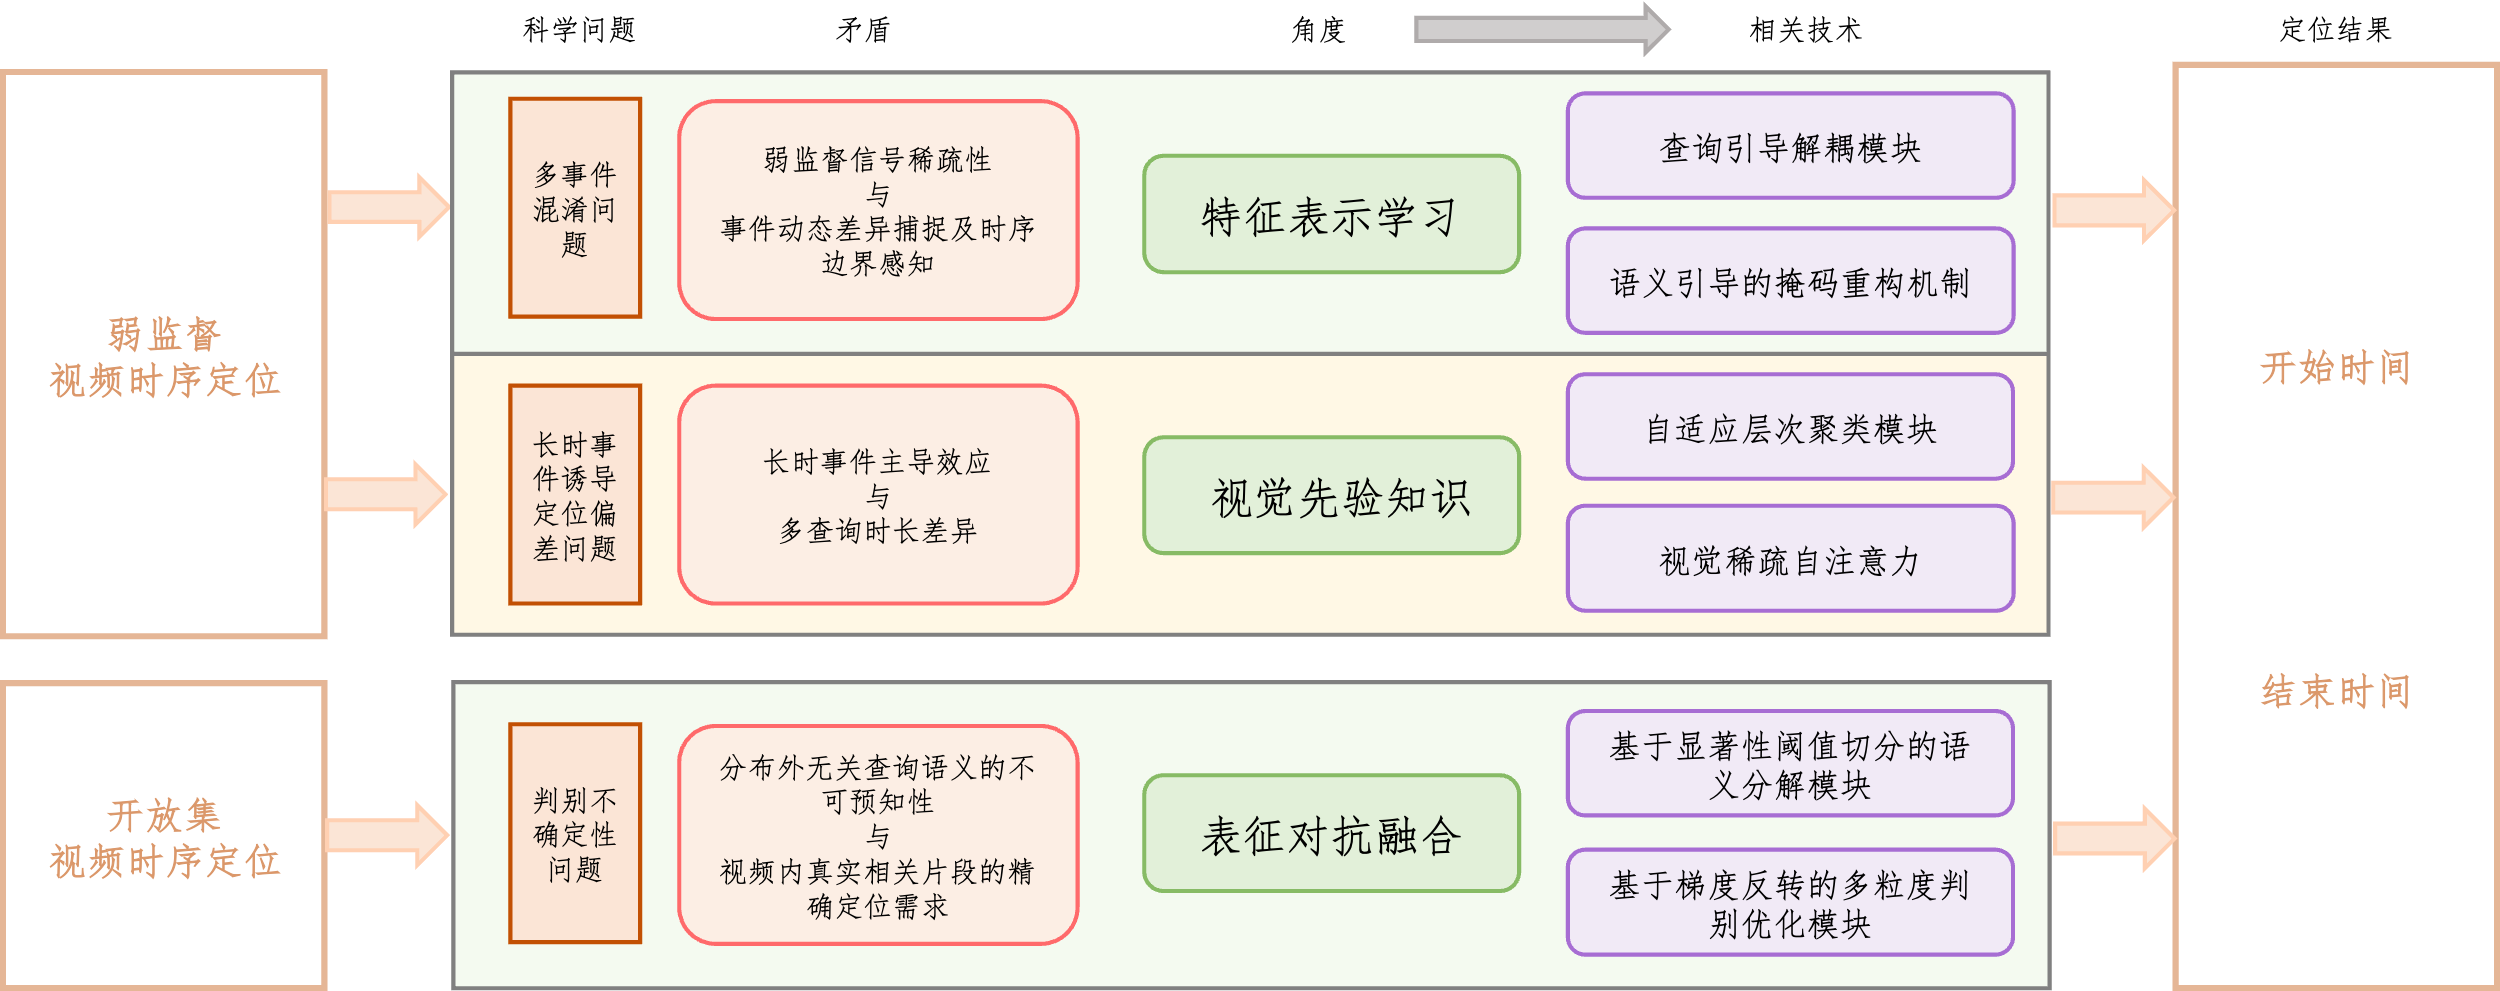 科学问题
矛盾
角度
相关技术
定位结果
弱监督
视频时序定位
多事件
混淆问
题
弱监督信号稀疏性
与
事件动态差异捕捉及时序
边界感知
特征表示学习
查询引导解耦模块
语义引导的掩码重构机制
长时事
件诱导
定位偏
差问题
长时事件主导效应
与
多查询时长差异
视觉先验知识
自适应层次聚类模块
视觉稀疏自注意力
开放集
视频时序定位
判别不
确定性
问题
分布外无关查询语义的不
可预知性
与
视频内真实相关片段的精
确定位需求
表征对抗融合
基于显著性阈值切分的语
义分解模块
基于梯度反转的多粒度判
别优化模块
开始时间
结束时间